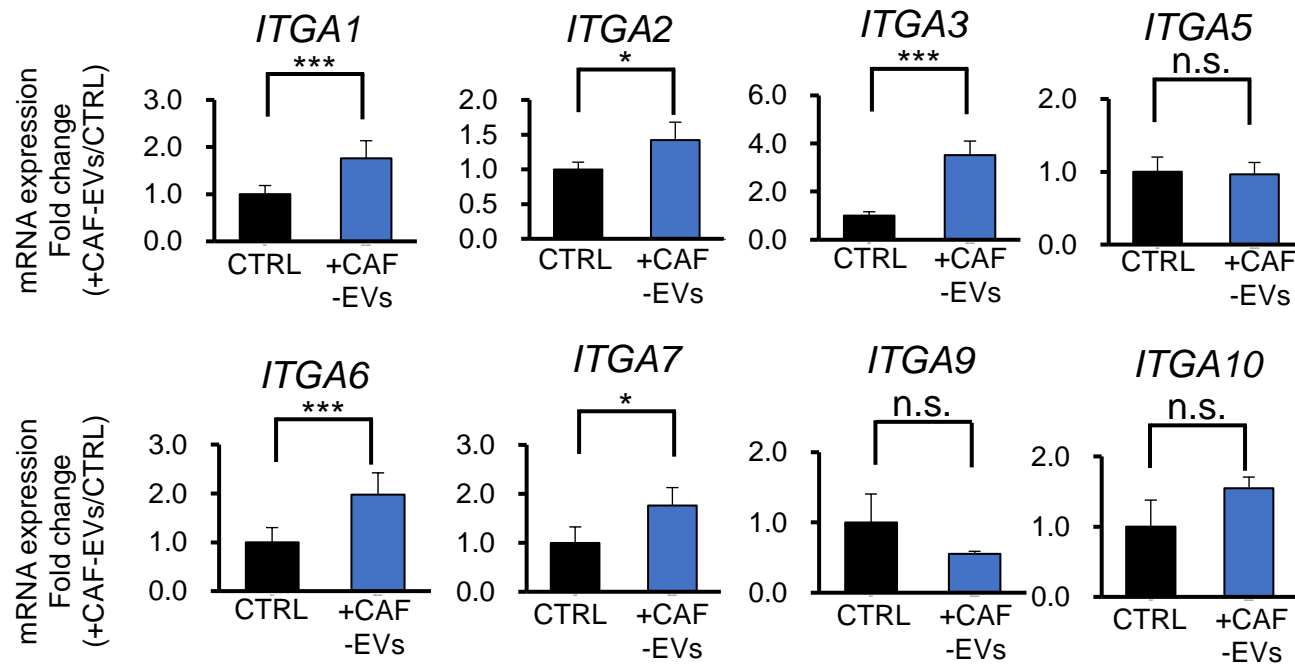 ITGA1
***
mRNA expression
Fold change
(+CAF-EVs/CTRL)
3.0
2.0
1.0
0.0
CTRL
+CAF
-EVs
ITGA2
*
2.0
1.5
1.0
0.5
0.0
CTRL
+CAF
-EVs
ITGA3
***
6.0
4.0
2.0
0.0
CTRL
+CAF
-EVs
ITGA5
n.s.
2.0
1.0
0.0
CTRL
+CAF
-EVs
ITGA6
***
mRNA expression
Fold change
(+CAF-EVs/CTRL)
3.0
2.0
1.0
0.0
CTRL
+CAF
-EVs
ITGA7
*
3.0
2.0
1.0
0.0
CTRL
+CAF
-EVs
ITGA9
n.s.
2.0
1.0
0.0
CTRL
+CAF
-EVs
ITGA10
n.s.
2.0
1.0
0.0
CTRL
+CAF
-EVs